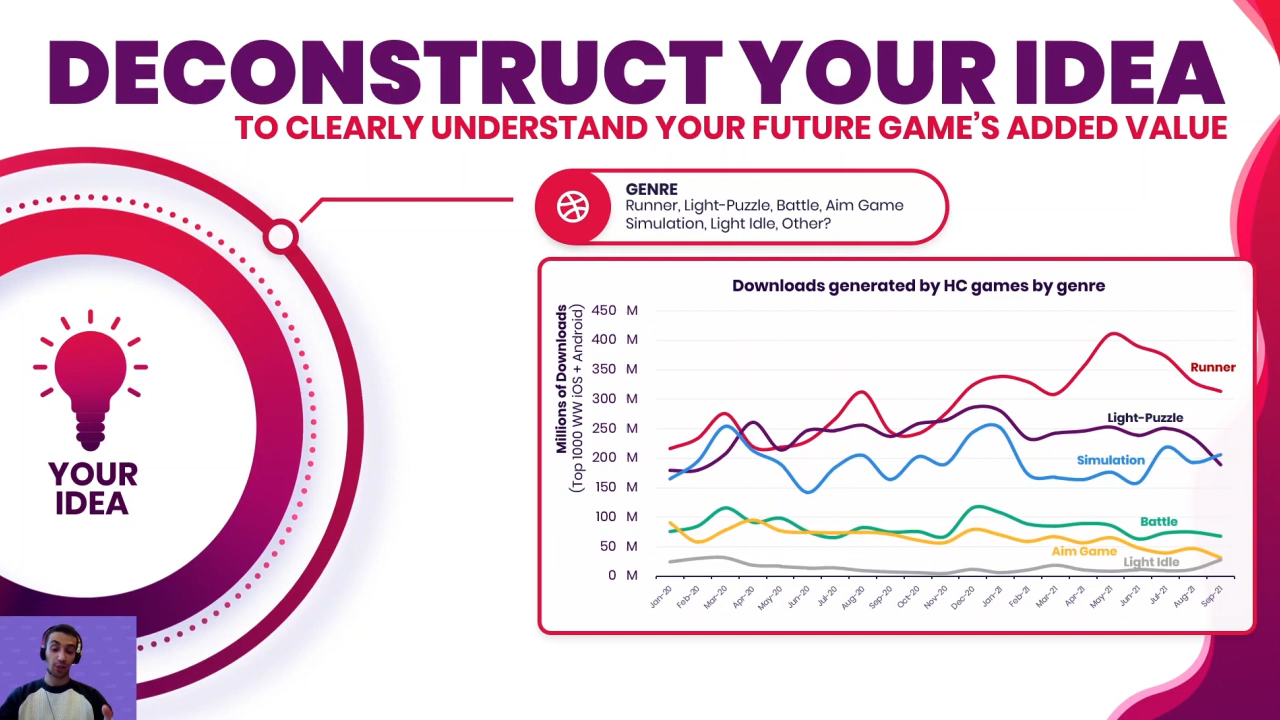 DECONSTRUCT YOUR IDEA
TO CLEARLY UNDERSTAND YOUR FUTURE GAME'S ADDED VALUE
GENRE
Runner, Light-Puzzle, Battle, Aim Game
Simulation, Light Idle, Other?
YOUR
IDEA
Downloads generated by HC games by genre
Millions of Downloads
(Top 1000 WW iOS + Android)
450 M
400 M
350 M
300 M
250 M
200 M
150 M
100 M
50 M
0 M
Runner
Light-Puzzle
Simulation
Battle
Aim Game
Light Idle
Jan-20
Feb-20
Mar-20
Apr-20
May-20
Jun-20
Jul-20
Aug-20
Sep-20
Oct-20
Nov-20
Dec-20
Jan-21
Feb-21
Mar-21
Apr-21
May-21
Jun-21
Jul-21
Aug-21
Sep-21